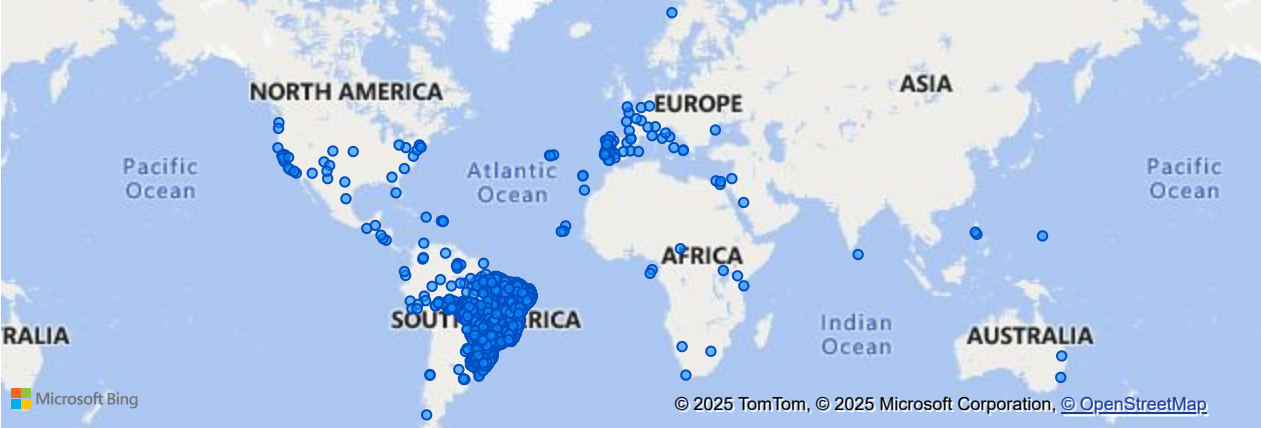 NORTH AMERICA
ASIA
EUROPE
Pacific
Ocean
Atlantic
Ocean
Pacific
Ocean
AFRICA
SOUTH AMERICA
Indian
Ocean
RALIA
AUSTRALIA
Microsoft Bing
© 2025 TomTom, © 2025 Microsoft Corporation, © OpenStreetMap